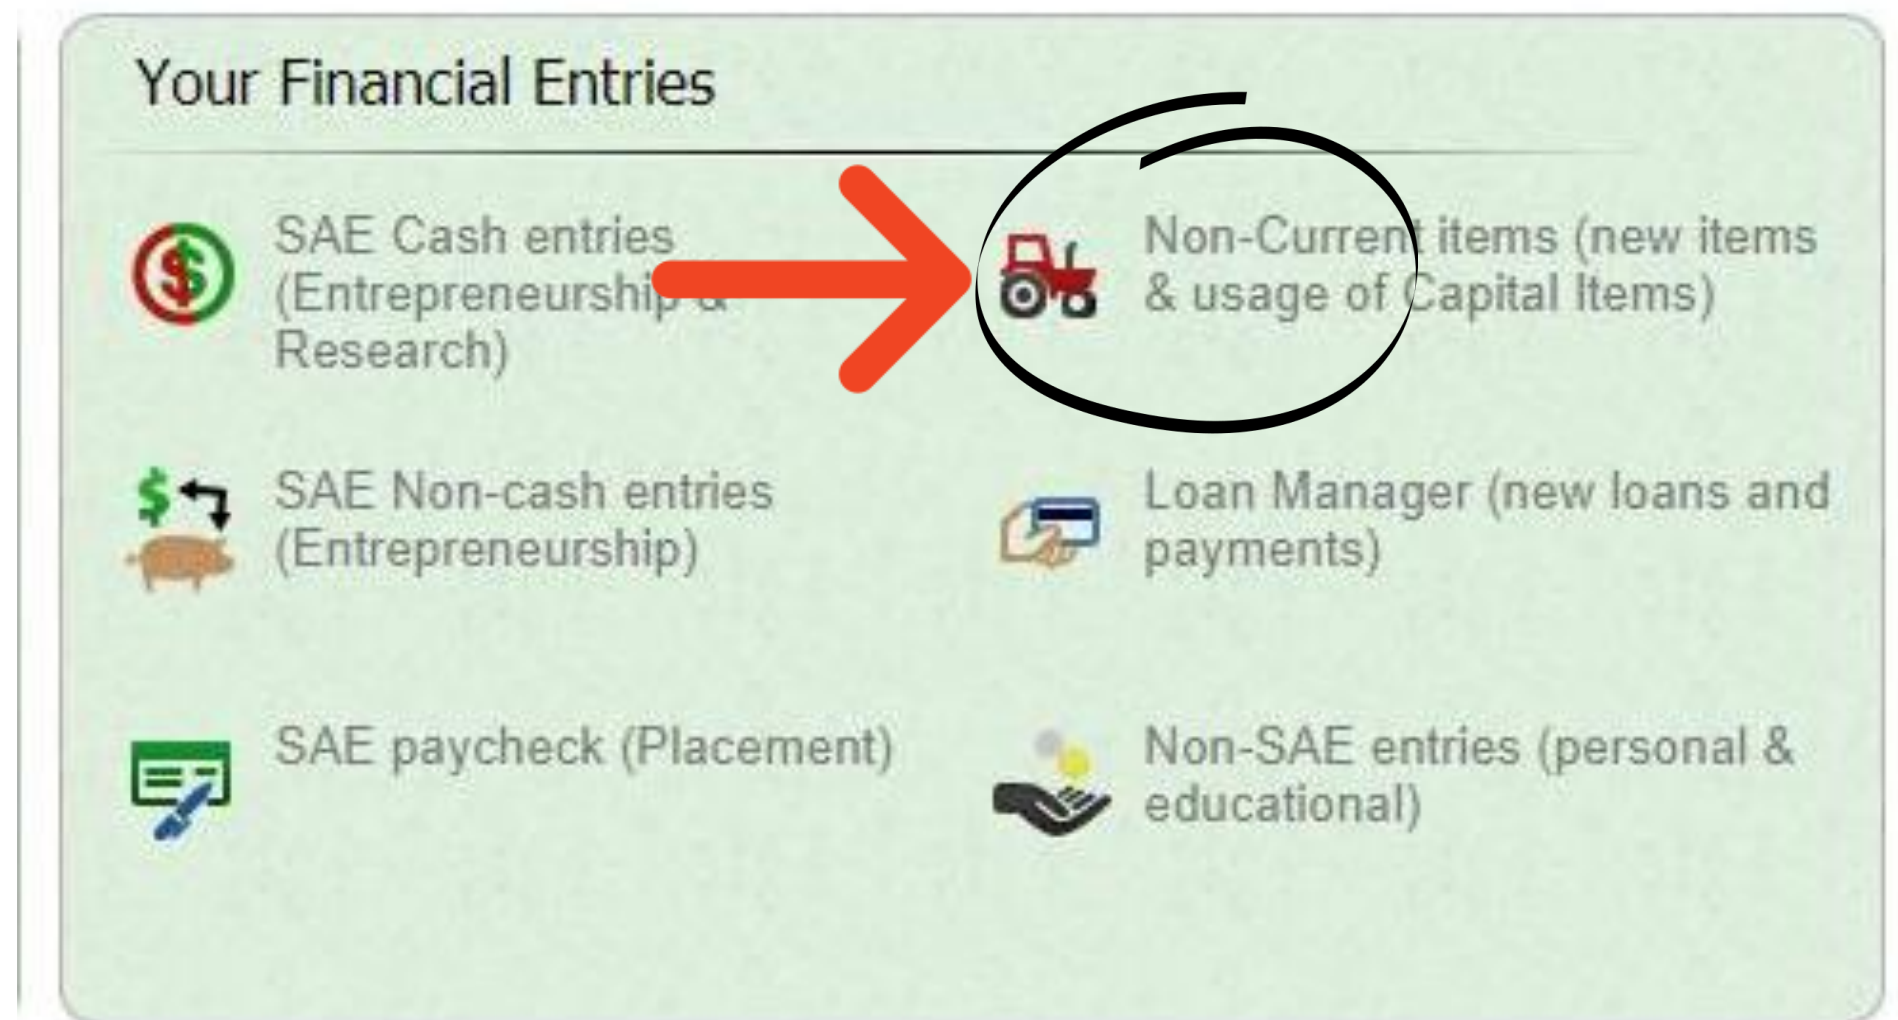 Your Financial Entries
SAE Cash entries
(Entrepreneurship &
Research)
Non-Current items (new items
& usage of Capital Items)
SAE Non-cash entries
(Entrepreneurship)
Loan Manager (new loans and
payments)
SAE paycheck (Placement)
Non-SAE entries (personal &
educational)